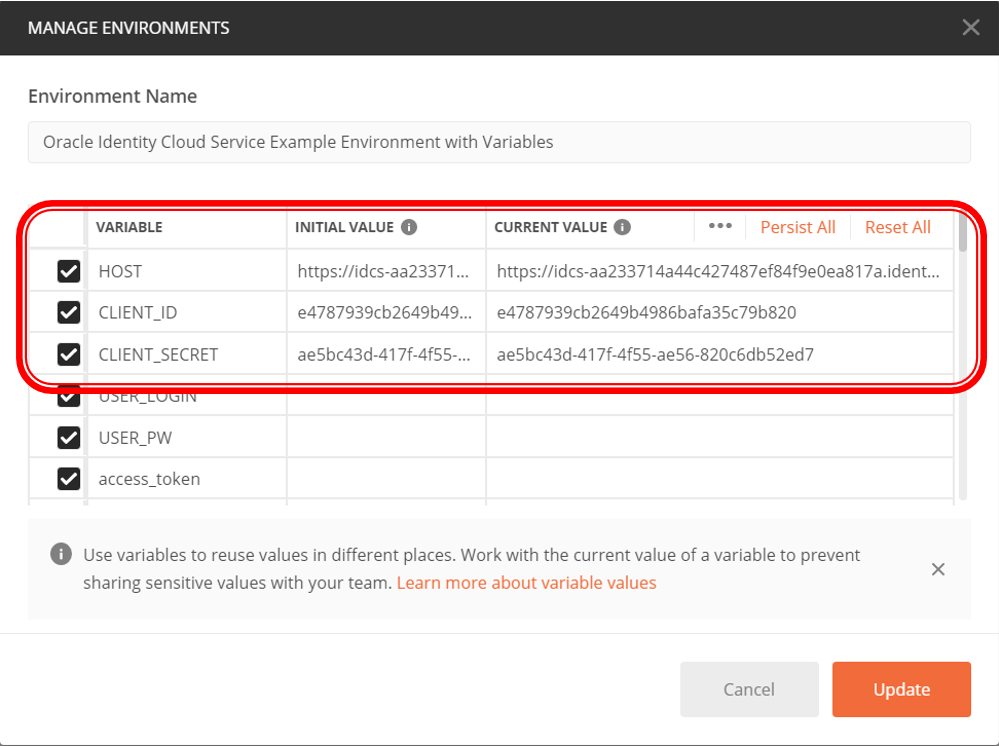 MANAGE ENVIRONMENTS
Environment Name
Oracle Identity Cloud Service Example Environment with Variables
VARIABLE INITIAL VALUE CURRENT VALUE ••• Persist All Reset All
HOST https://idcs-aa23371... https://idcs-aa233714a44c427487ef84f9e0ea817a.ident...
CLIENT_ID e4787939cb2649b49... e4787939cb2649b4986bafa35c79b820
CLIENT_SECRET ae5bc43d-417f-4f55-... ae5bc43d-417f-4f55-ae56-820c6db52ed7
USER_LOGIN
USER_PW
access_token
Use variables to reuse values in different places. Work with the current value of a variable to prevent
sharing sensitive values with your team. Learn more about variable values
Cancel Update